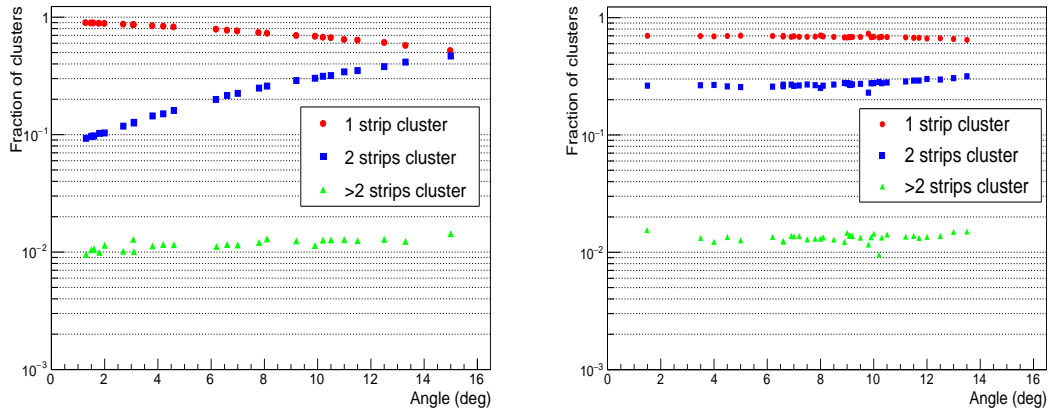 Fraction of clusters
1
10⁻¹
10⁻²
10⁻³
1 strip cluster
2 strips cluster
>2 strips cluster
0 2 4 6 8 10 12 14 16
Angle (deg)
Fraction of clusters
1
10⁻¹
10⁻²
10⁻³
1 strip cluster
2 strips cluster
>2 strips cluster
0 2 4 6 8 10 12 14 16
Angle (deg)